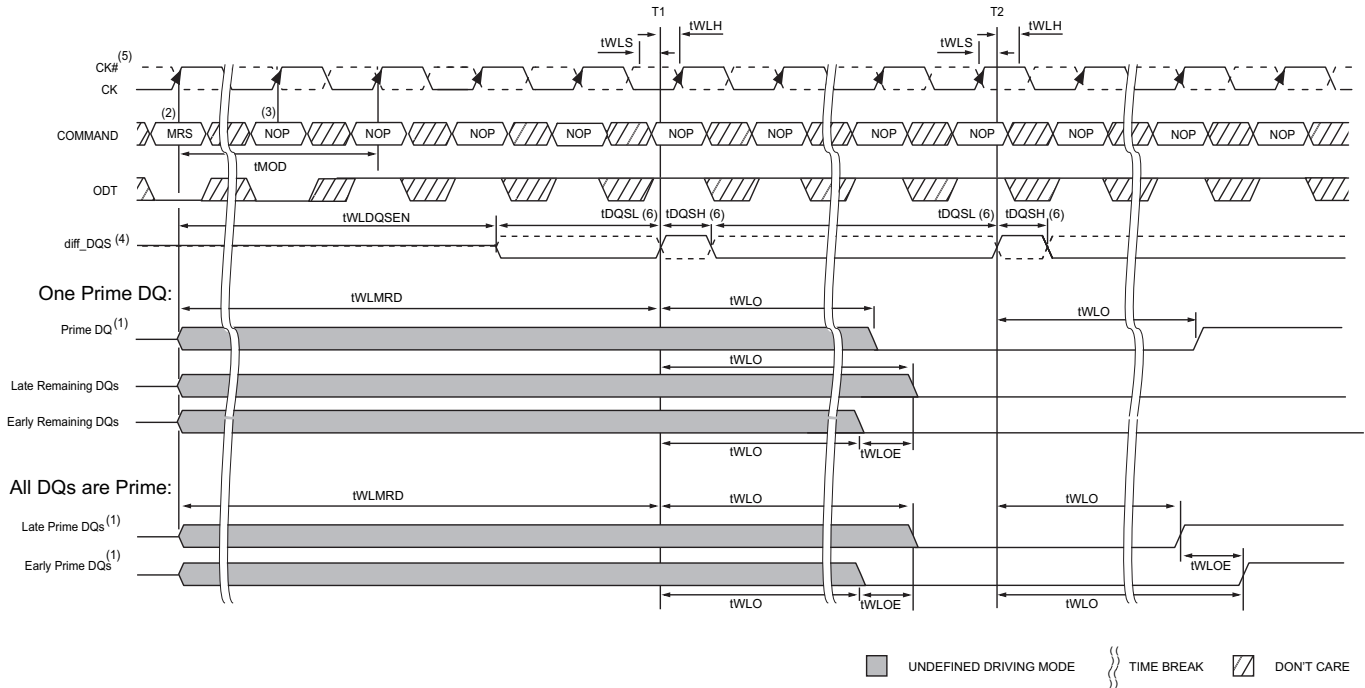 T1 T2
tWLH tWLH
tWLS tWLS
CK# (5)
CK
(2) (3)
COMMAND MRS NOP NOP NOP NOP NOP NOP NOP NOP NOP NOP NOP
tMOD
ODT
tWLDQSEN tDQSL (6) tDQSH (6) tDQSL (6) tDQSH (6)
diff_DQS (4)
One Prime DQ:
tWLMRD tWLO tWLO
Prime DQ (1)
tWLO
Late Remaining DQs
Early Remaining DQs
tWLO tWLOE
All DQs are Prime:
tWLMRD tWLO tWLO
Late Prime DQs (1)
Early Prime DQs (1)
tWLOE
tWLO tWLOE tWLO
UNDEFINED DRIVING MODE TIME BREAK DON'T CARE